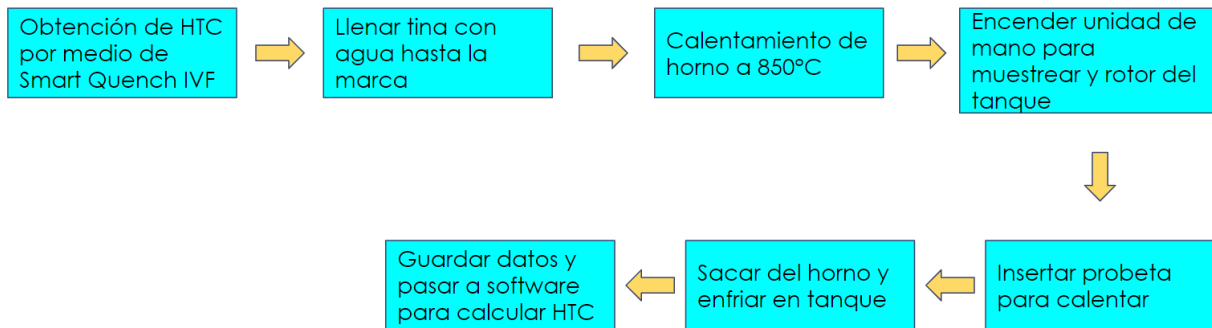 Obtención de HTC
por medio de
Smart Quench IVF
Llenar tina con
agua hasta la
marca
Calentamiento de
horno a 850°C
Encender unidad de
mano para
muestrear y rotor del
tanque
Insertar probeta
para calentar
Sacar del horno y
enfriar en tanque
Guardar datos y
pasar a software
para calcular HTC